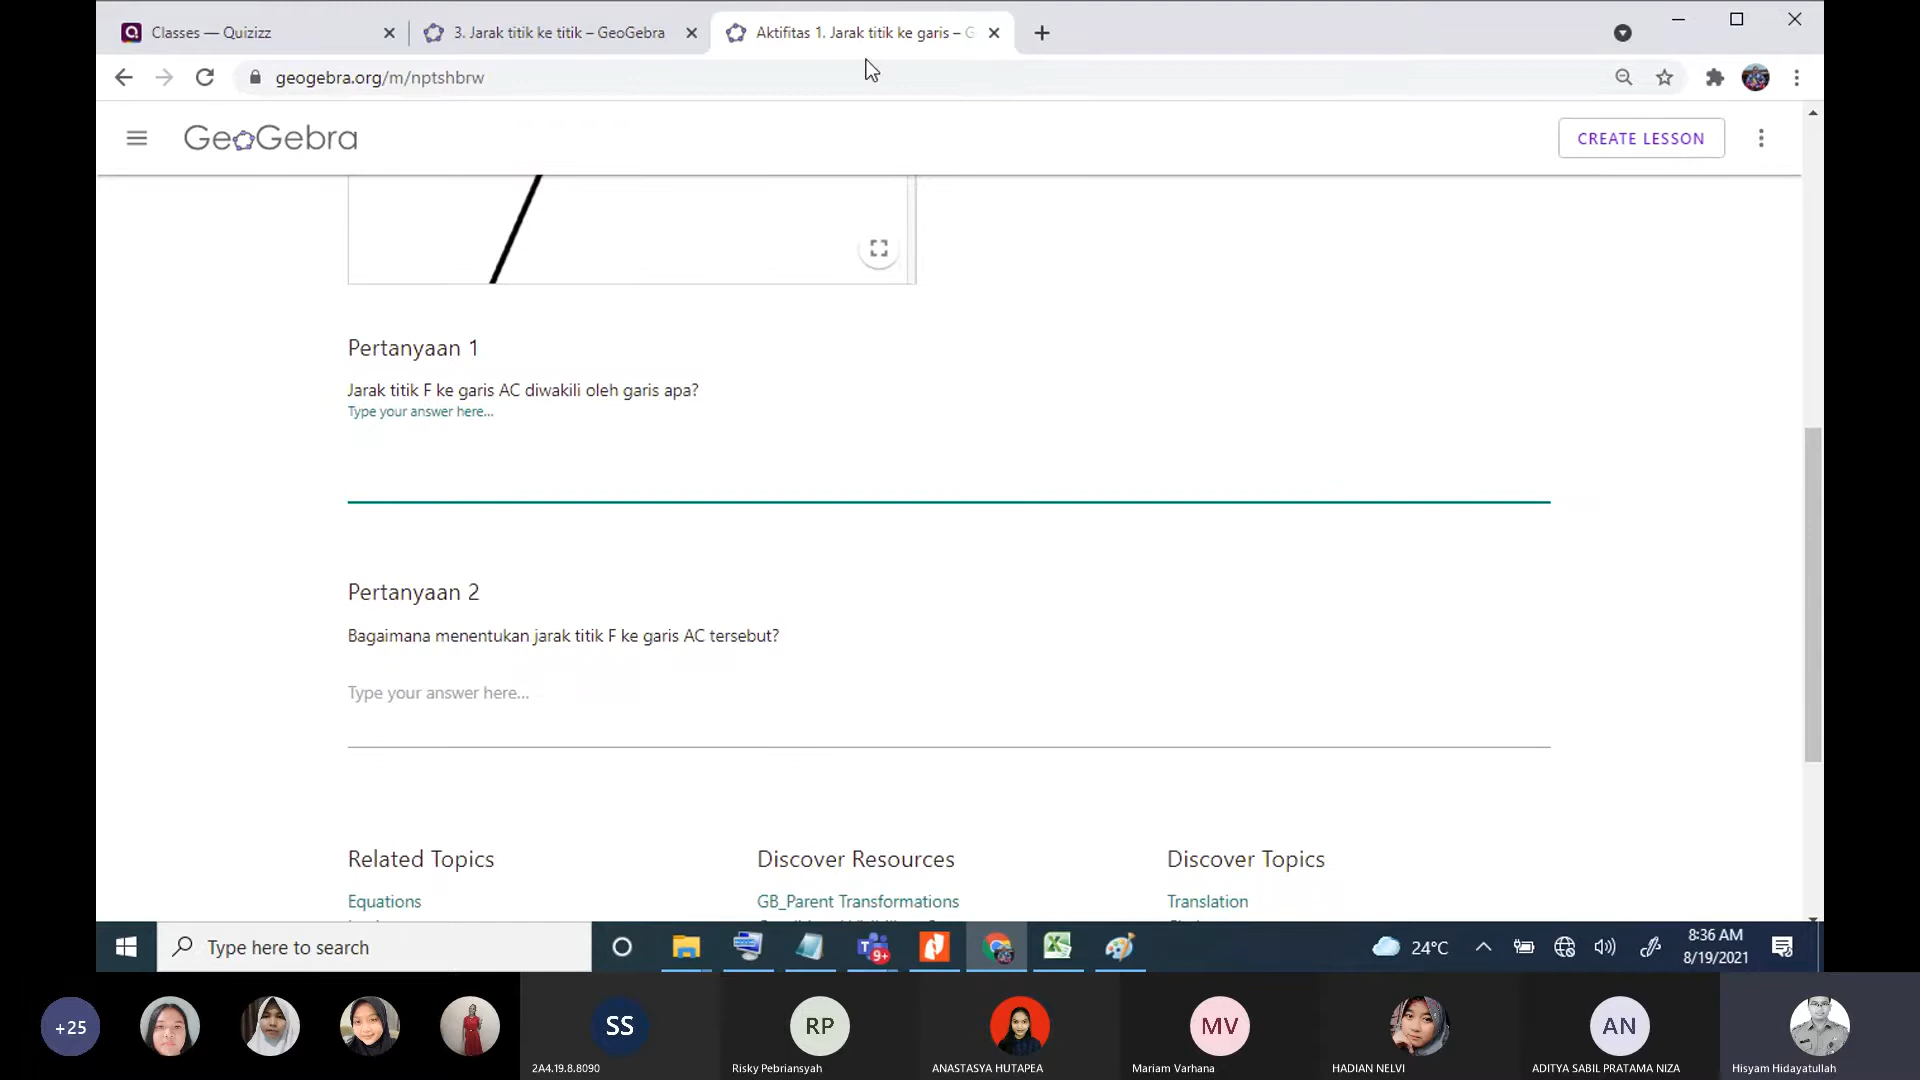 Classes — Quizizz
3. Jarak titik ke titik – GeoGebra
Aktifitas 1. Jarak titik ke garis – G
geogebra.org/m/nptshbrw
GeoGebra
CREATE LESSON
Pertanyaan 1
Jarak titik F ke garis AC diwakili oleh garis apa?
Type your answer here...
Pertanyaan 2
Bagaimana menentukan jarak titik F ke garis AC tersebut?
Type your answer here...
Related Topics
Discover Resources
Discover Topics
Equations
GB_Parent Transformations
Translation
Type here to search
9+
24°C
8:36 AM
8/19/2021
+25
SS
RP
MV
AN
2A4.19.8.8090
Risky Pebriansyah
ANASTASYA HUTAPEA
Mariam Varhana
HADIAN NELVI
ADITYA SABIL PRATAMA NIZA
Hisyam Hidayatullah